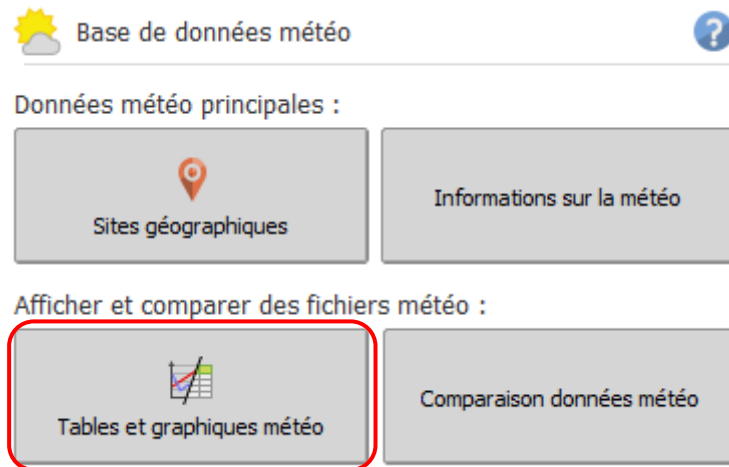 Base de données météo
?
Données météo principales :
Sites géographiques
Informations sur la météo
Afficher et comparer des fichiers météo :
Tables et graphiques météo
Comparaison données météo